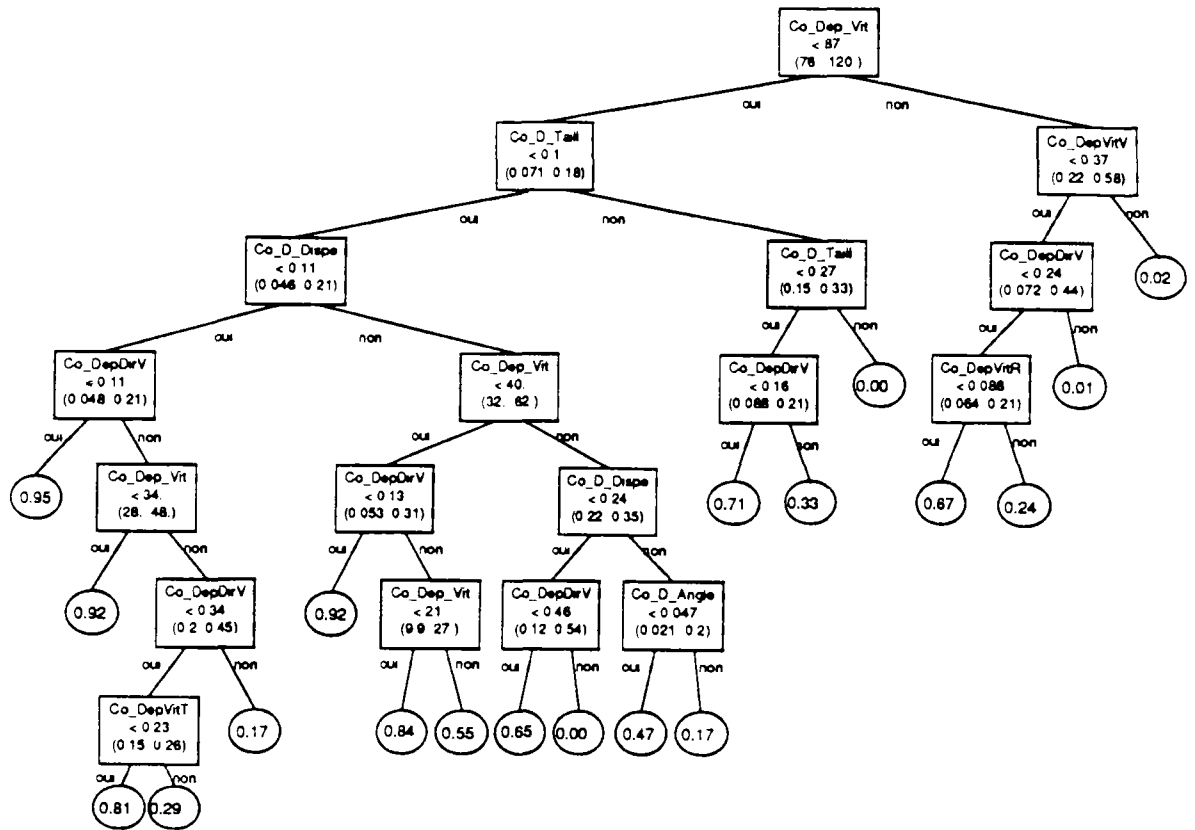 Co_Dep_Vit
< 87
(76 120 )
oui
non
Co_D_Taill
< 0 1
(0 071 0 18)
Co_DepVitV
< 0 37
(0 22 0 58)
oui
non
oui
non
Co_D_Dispe
< 0 11
(0 046 0 21)
Co_D_Taill
< 0 27
(0 15 0 33)
Co_DepDirV
< 0 24
(0 072 0 44)
0.02
oui
non
oui
non
oui
non
Co_DepDirV
< 0 11
(0 048 0 21)
Co_Dep_Vit
< 40.
(32. 62 )
Co_DepDirV
< 0 16
(0 088 0 21)
0.00
Co_DepVitR
< 0 086
(0 064 0 21)
0.01
oui
non
oui
non
oui
non
oui
non
0.95
Co_Dep_Vit
< 34.
(28. 48.)
Co_DepDirV
< 0 13
(0 053 0 31)
Co_D_Dispe
< 0 24
(0 22 0 35)
0.71
0.33
0.67
0.24
oui
non
oui
non
oui
non
0.92
Co_DepDirV
< 0 34
(0 2 0 45)
0.92
Co_Dep_Vit
< 21
(9 9 27 )
Co_DepDirV
< 0 46
(0 12 0 54)
Co_D_Angle
< 0 047
(0 021 0 2)
oui
non
oui
non
oui
non
oui
non
Co_DepVitT
< 0 23
(0 15 0 26)
0.17
0.84
0.55
0.65
0.00
0.47
0.17
oui
non
0.81
0.29